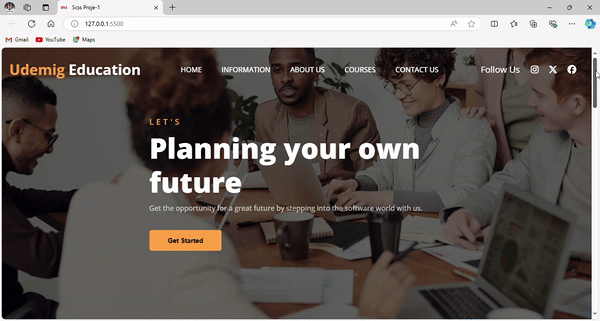 Scss Proje-1
127.0.0.1:5500
Gmail
YouTube
Maps
Udemig Education
HOME
INFORMATION
ABOUT US
COURSES
CONTACT US
Follow Us
LET'S
Planning your own
future
Get the opportunity for a great future by stepping into the software world with us.
Get Started